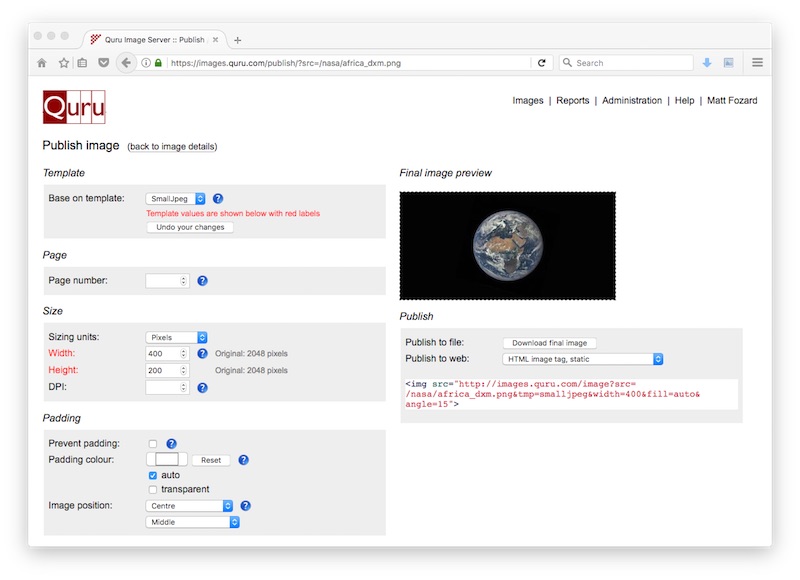 Quru Image Server :: Publish
https://images.quru.com/publish/?src=/nasa/africa_dxm.png
Search
Quru
Images | Reports | Administration | Help | Matt Fozard
Publish image (back to image details)
Template
Base on template: SmallJpeg ?
Template values are shown below with red labels
Undo your changes
Page
Page number: ?
Size
Sizing units: Pixels
Width: 400 ? Original: 2048 pixels
Height: 200 Original: 2048 pixels
DPI: ?
Padding
Prevent padding: ?
Padding colour: Reset ?
auto
transparent
Image position: Centre ?
Middle
Final image preview
Publish
Publish to file: Download final image
Publish to web: HTML image tag, static
<img src="http://images.quru.com/image?src=
/nasa/africa_dxm.png&tmp=smalljpeg&width=400&fill=auto&
angle=15">